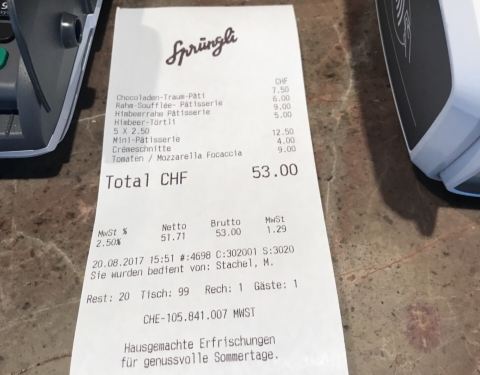 Sprüngli
CHF
Chocoladen-Traum-Päti 7.50
Rahm-Soufflee- Pâtisserie 6.00
Himbeerrahm Pâtisserie 9.00
Himbeer-Törtli 5.00
5 X 2.50
Mini-Pâtisserie 12.50
Crèmeschnitte 4.00
Tomaten / Mozzarella Focaccia 9.00
Total CHF 53.00
MwSt % Netto Brutto MwSt
2.50% 51.71 53.00 1.29
20.08.2017 15:51 #:4698 C:302001 S:3020
Sie wurden bedient von: Stachel, M.
Rest: 20 Tisch: 99 Rech: 1 Gäste: 1
CHE-105.841.007 MWST
Hausgemachte Erfrischungen
für genussvolle Sommertage.